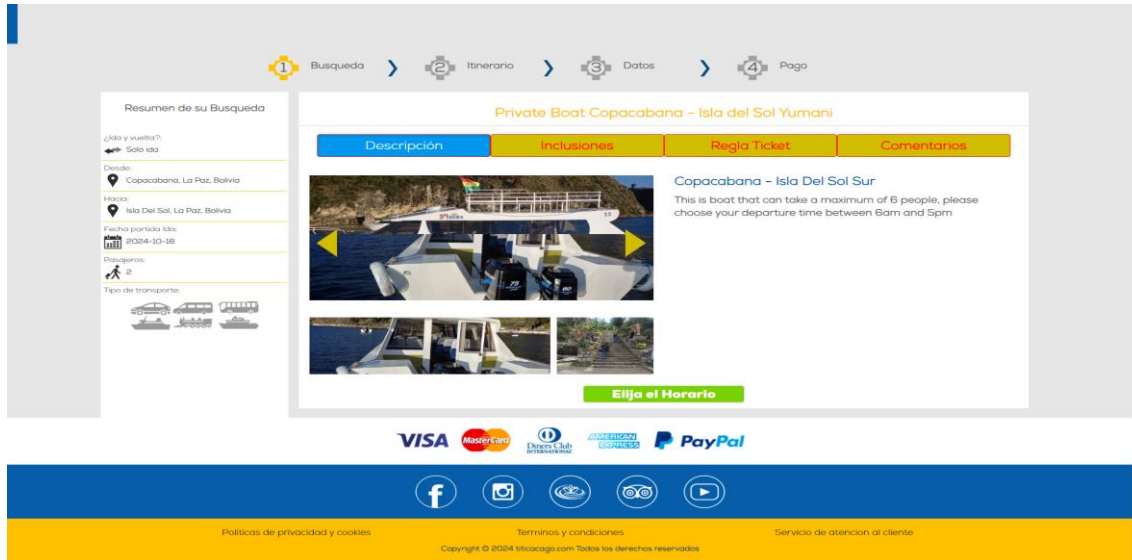 1 Busqueda 2 Itinerario 3 Datos 4 Pago
Resumen de su Busqueda
¿Ida y vuelta?:
Solo ida
Desde:
Copacabana, La Paz, Bolivia
Hacia:
Isla Del Sol, La Paz, Bolivia
Fecha partida Ida:
2024-10-16
Pasajeros:
2
Tipo de transporte:
Private Boat Copacabana - Isla del Sol Yumani
Descripción Inclusiones Regla Ticket Comentarios
Copacabana - Isla Del Sol Sur
This is boat that can take a maximum of 6 people, please
choose your departure time between 6am and 5pm
75 60
Elija el Horario
VISA MasterCard Diners Club INTERNATIONAL AMERICAN EXPRESS PayPal
Politicas de privacidad y cookies Terminos y condiciones Servicio de atencion al cliente
Copyright © 2024 titicacago.com Todos los derechos reservados